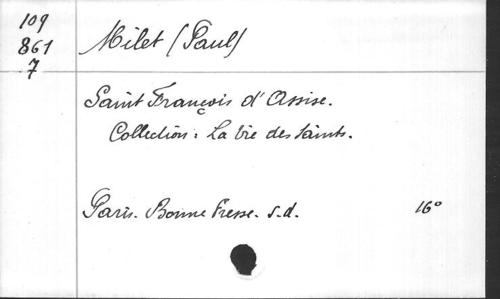 109
861
7
Milet (Paul)
Saint François d'Assise.
Collection: La Vie des Saints.
Paris. Bonne Presse. s.d. 16°